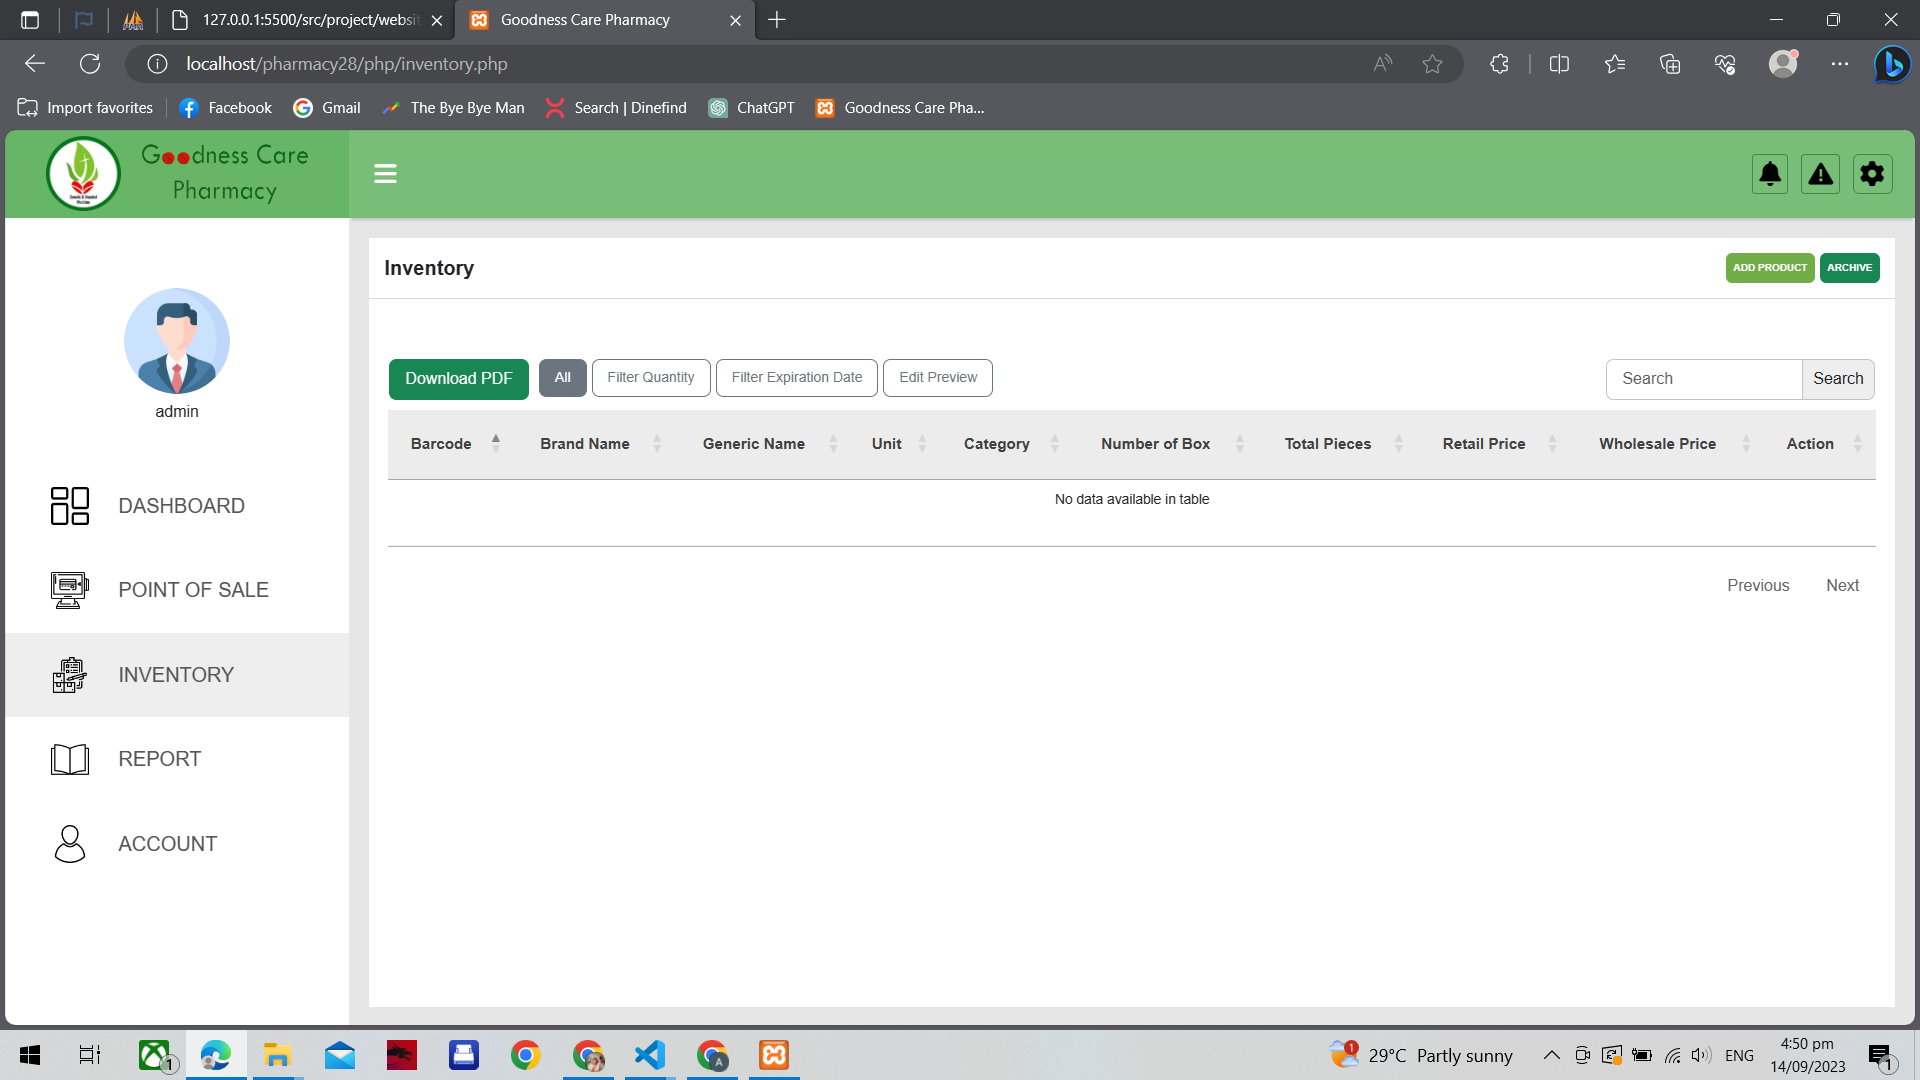 127.0.0.1:5500/src/project/websit
Goodness Care Pharmacy
localhost/pharmacy28/php/inventory.php
Import favorites
Facebook
Gmail
The Bye Bye Man
Search | Dinefind
ChatGPT
Goodness Care Pha...
Goodness Care
Pharmacy
admin
DASHBOARD
POINT OF SALE
INVENTORY
REPORT
ACCOUNT
Inventory
ADD PRODUCT
ARCHIVE
Download PDF
All
Filter Quantity
Filter Expiration Date
Edit Preview
Search
Search
Barcode Brand Name Generic Name Unit Category Number of Box Total Pieces Retail Price Wholesale Price Action
No data available in table
Previous
Next
1
1
29°C Partly sunny
ENG
4:50 pm
14/09/2023
1